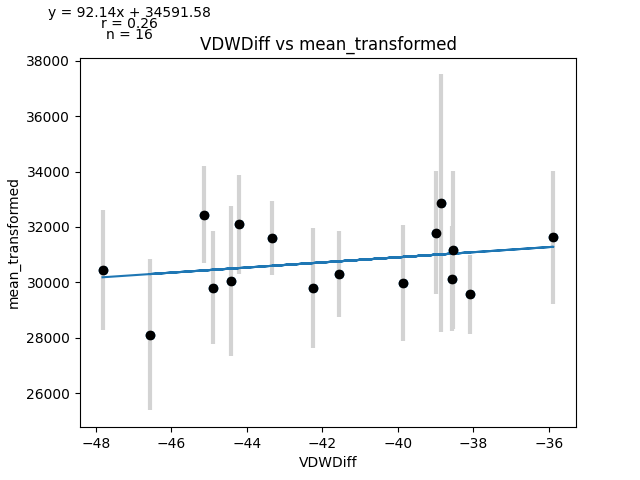 y = 92.14x + 34591.58
r = 0.26
n = 16
VDWDiff vs mean_transformed
38000
36000
34000
32000
30000
28000
26000
mean_transformed
−48
−46
−44
−42
−40
−38
−36
VDWDiff